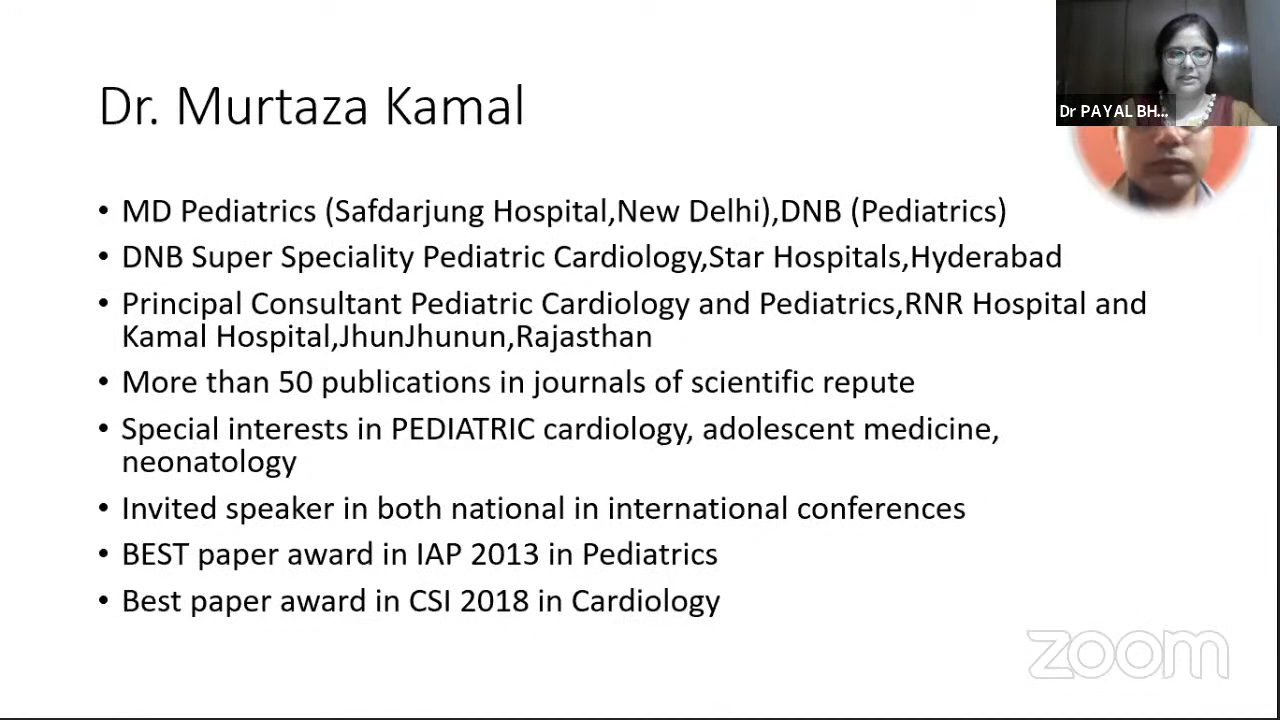 Dr. Murtaza Kamal
Dr PAYAL BH...
• MD Pediatrics (Safdarjung Hospital,New Delhi),DNB (Pediatrics)
• DNB Super Speciality Pediatric Cardiology,Star Hospitals,Hyderabad
• Principal Consultant Pediatric Cardiology and Pediatrics,RNR Hospital and
Kamal Hospital,JhunJhunun,Rajasthan
• More than 50 publications in journals of scientific repute
• Special interests in PEDIATRIC cardiology, adolescent medicine,
neonatology
• Invited speaker in both national in international conferences
• BEST paper award in IAP 2013 in Pediatrics
• Best paper award in CSI 2018 in Cardiology
zoom